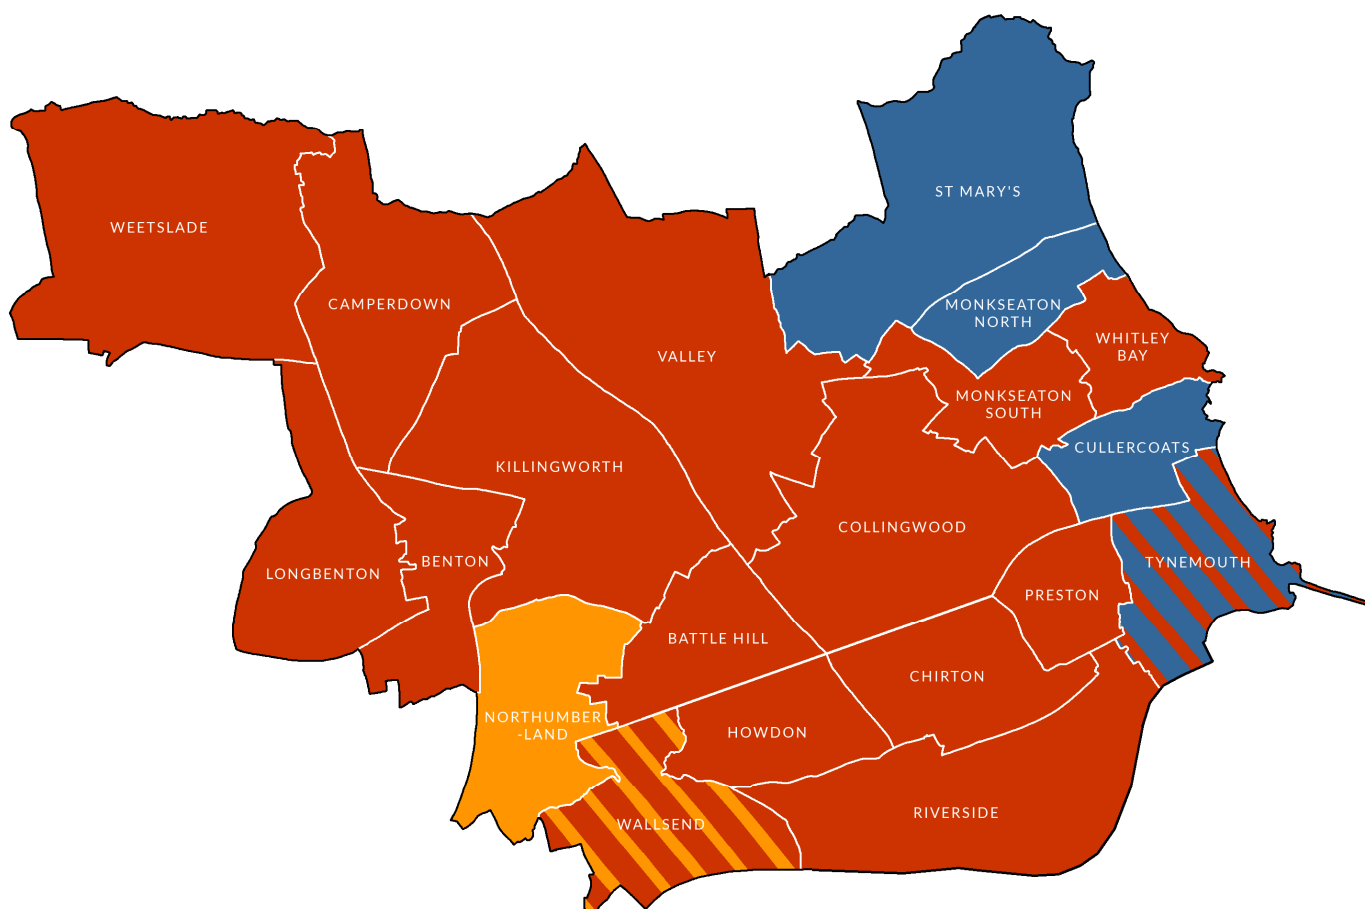 ST MARY'S
WEETSLADE
CAMPERDOWN
MONKSEATON
NORTH
WHITLEY
BAY
VALLEY
MONKSEATON
SOUTH
CULLERCOATS
KILLINGWORTH
COLLINGWOOD
BENTON
TYNEMOUTH
LONGBENTON
PRESTON
BATTLE HILL
CHIRTON
NORTHUMBER
-LAND
HOWDON
RIVERSIDE
WALLSEND